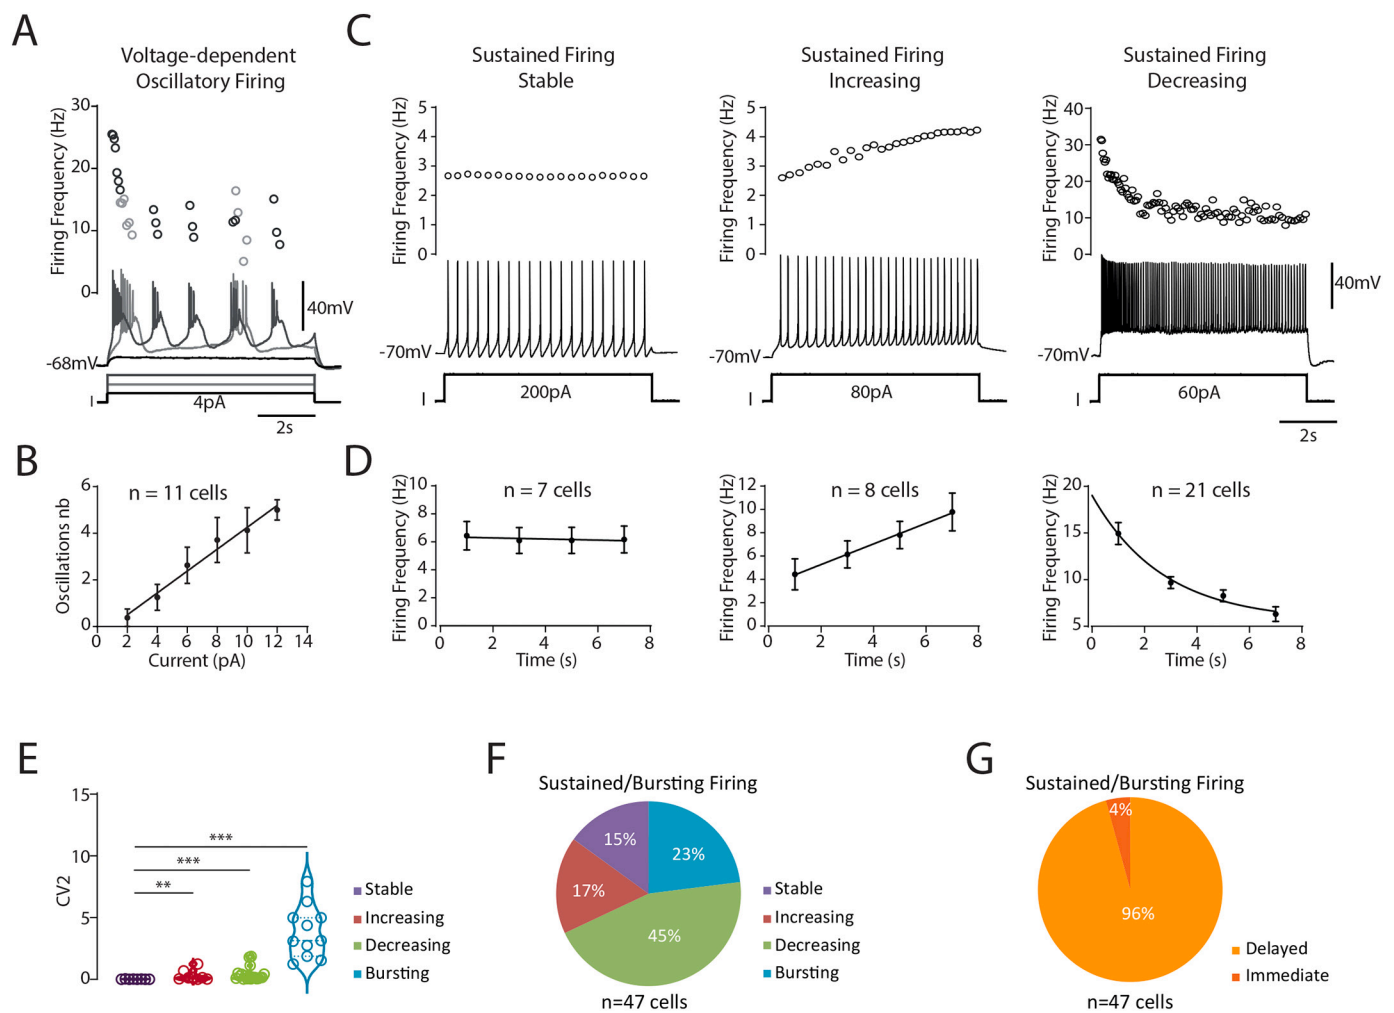 A
Voltage-dependent
Oscillatory Firing
Firing Frequency (Hz)
30
20
10
0
40mV
-68mV
I
4pA
2s
C
Sustained Firing
Stable
Firing Frequency (Hz)
5
4
3
2
1
0
-70mV
I
200pA
Sustained Firing
Increasing
Firing Frequency (Hz)
5
4
3
2
1
0
-70mV
I
80pA
Sustained Firing
Decreasing
Firing Frequency (Hz)
40
30
20
10
0
40mV
-70mV
I
60pA
2s
B
n = 11 cells
Oscillations nb
6
4
2
0
0 2 4 6 8 10 12 14
Current (pA)
D
n = 7 cells
Firing Frequency (Hz)
10
8
6
4
2
0
0 2 4 6 8
Time (s)
n = 8 cells
Firing Frequency (Hz)
12
10
8
6
4
2
0
0 2 4 6 8
Time (s)
n = 21 cells
Firing Frequency (Hz)
20
15
10
5
0 2 4 6 8
Time (s)
E
CV2
15
10
5
0
***
***
**
Stable
Increasing
Decreasing
Bursting
F
Sustained/Bursting Firing
15%
23%
17%
45%
Stable
Increasing
Decreasing
Bursting
n=47 cells
G
Sustained/Bursting Firing
4%
96%
Delayed
Immediate
n=47 cells